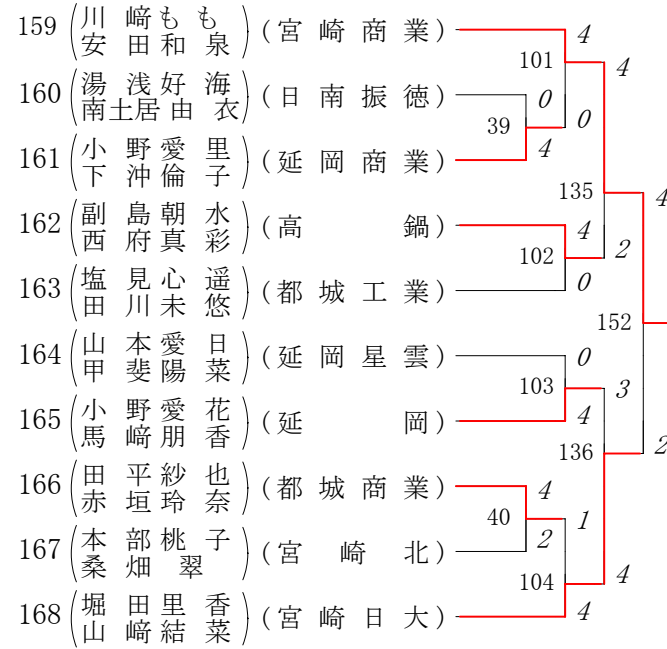 159 川﨑もも 安田和泉 (宮崎商業)
160 湯浅好海 南土居由衣 (日南振徳)
161 小野愛里 下沖倫子 (延岡商業)
162 副島朝水 西府真彩 (高鍋)
163 塩見心遥 田川未悠 (都城工業)
164 山本愛日 甲斐陽菜 (延岡星雲)
165 小野愛花 馬﨑朋香 (延岡)
166 田平紗也 赤垣玲奈 (都城商業)
167 本部桃子 桑畑翠 (宮崎北)
168 堀田里香 山﨑結菜 (宮崎日大)
4
101
4
0
39
0
4
135
4
4
102
2
0
152
0
103
3
4
136
2
4
40
1
2
104
4
4